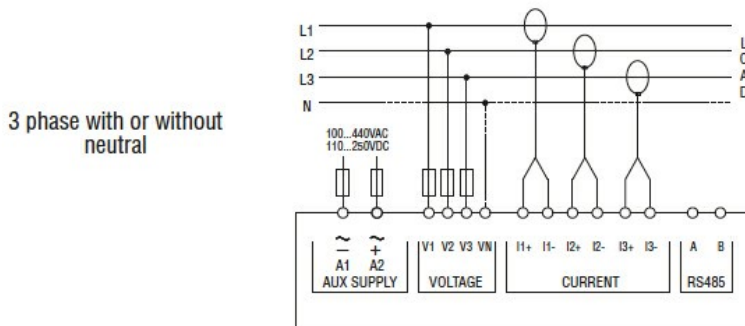 3 phase with or without
neutral
L1
L2
L3
N
L
O
A
D
100...440VAC
110...250VDC
V1 V2 V3 VN I1+ I1- I2+ I2- I3+ I3- A B
~ ~
− +
A1 A2
AUX SUPPLY VOLTAGE CURRENT RS485